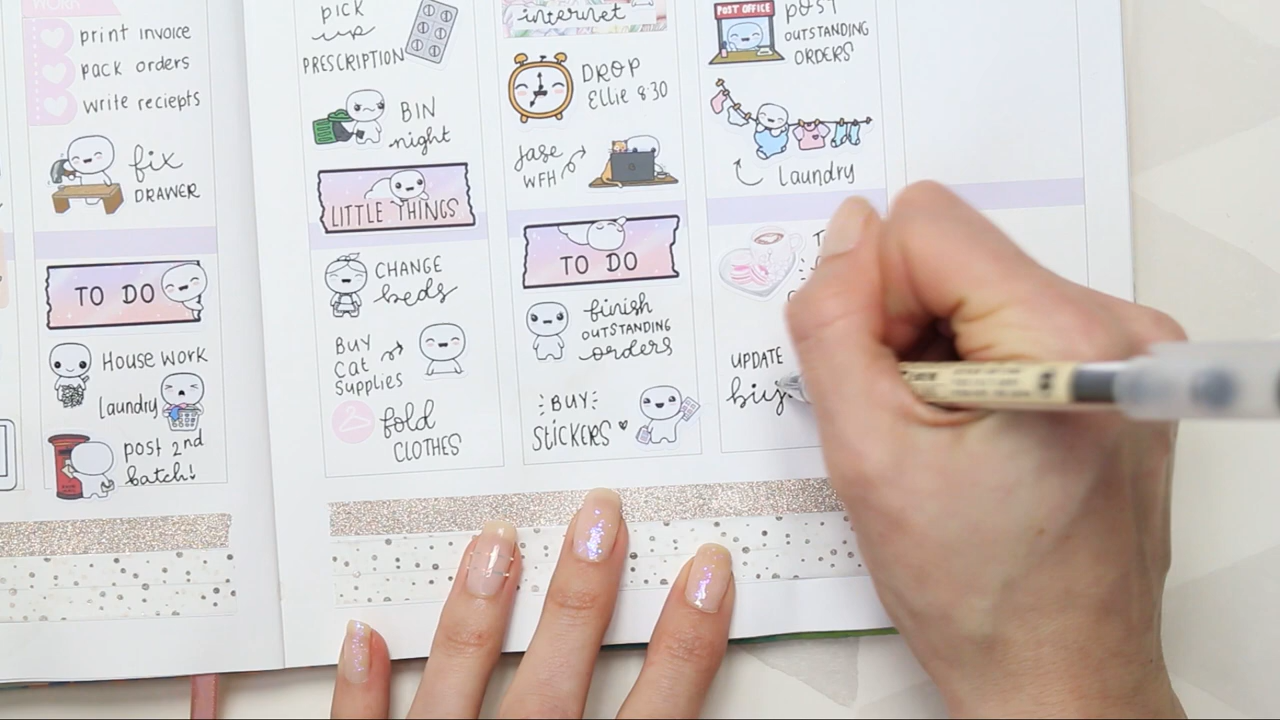 WORK
print invoice
pack orders
write reciepts
fix
DRAWER
TO DO
House work
laundry
post 2nd
batch!
pick
up
PRESCRIPTION
BIN
night
LITTLE THINGS
CHANGE
beds
BUY
Cat
Supplies
fold
CLOTHES
internet
DROP
Ellie 8:30
Jase
WFH
TO DO
finish
OUTSTANDING
orders
BUY
STICKERS
POST OFFICE
post
OUTSTANDING
ORDERS
Laundry
UPDATE